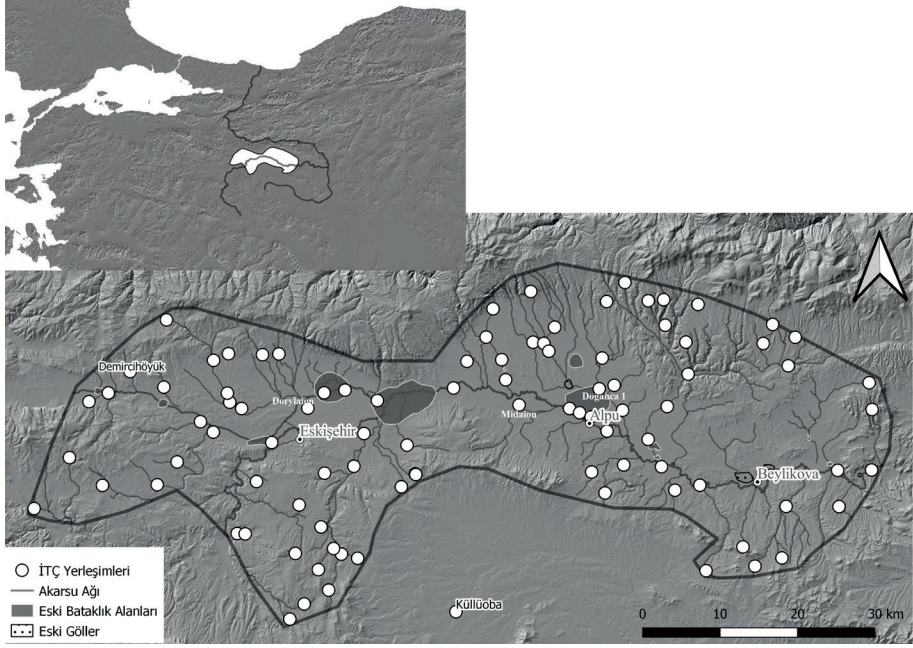 Demircihöyük
Dorylaion
Eskişehir
Midaion
Doğanca 1
Alpu
Beylikova
Küllüoba
İTÇ Yerleşimleri
Akarsu Ağı
Eski Bataklık Alanları
Eski Göller
0 10 20 30 km